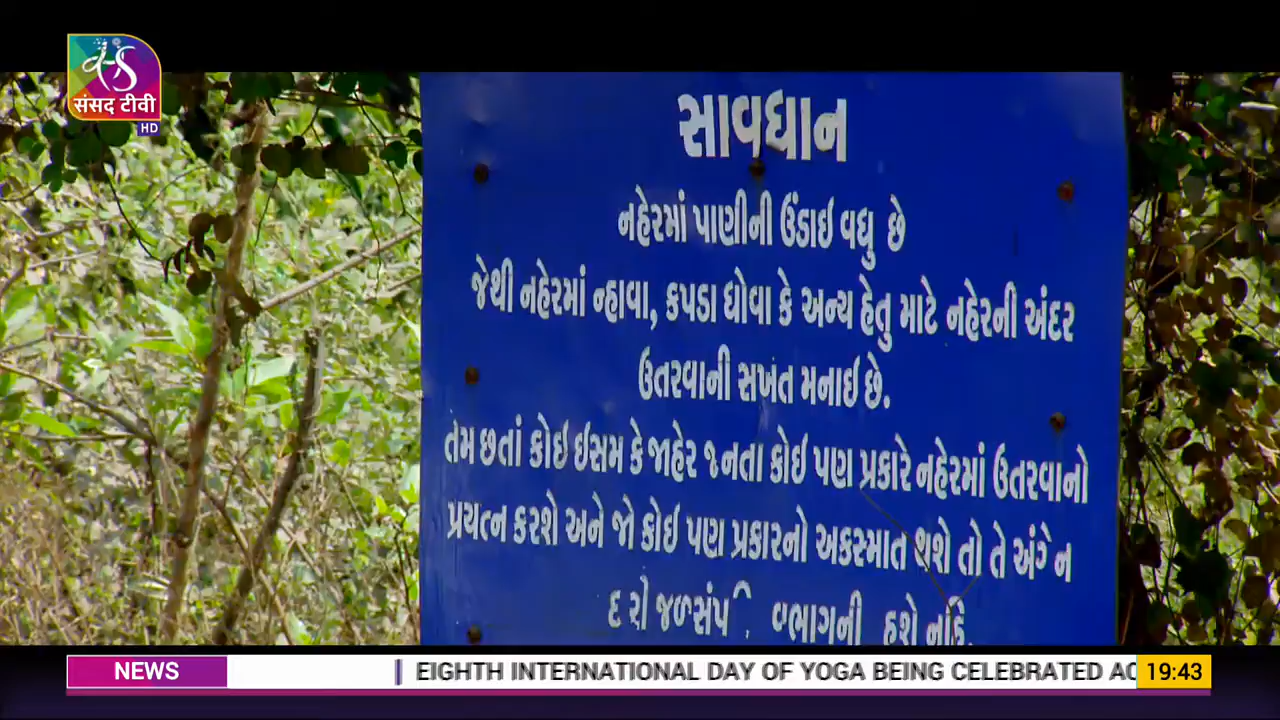 संसद टीवी
HD
સાવધાન
નહેરમાં પાણીની ઉંડાઇ વધુ છે
જેથી નહેરમાં ન્હાવા, કપડા ધોવા કે અન્ય હેતુ માટે નહેરની અંદર
ઉતરવાની સખંત મનાઇ છે.
તેમ છતાં કોઇ ઇસમ કે જાહેર જનતા કોઇ પણ પ્રકારે નહેરમાં ઉતરવાનો
પ્રયત્ન કરશે અને જો કોઇ પણ પ્રકારનો અકસ્માત થશે તો તે અંગેન
હશે નહિ.
NEWS
EIGHTH INTERNATIONAL DAY OF YOGA BEING CELEBRATED AC
19:43